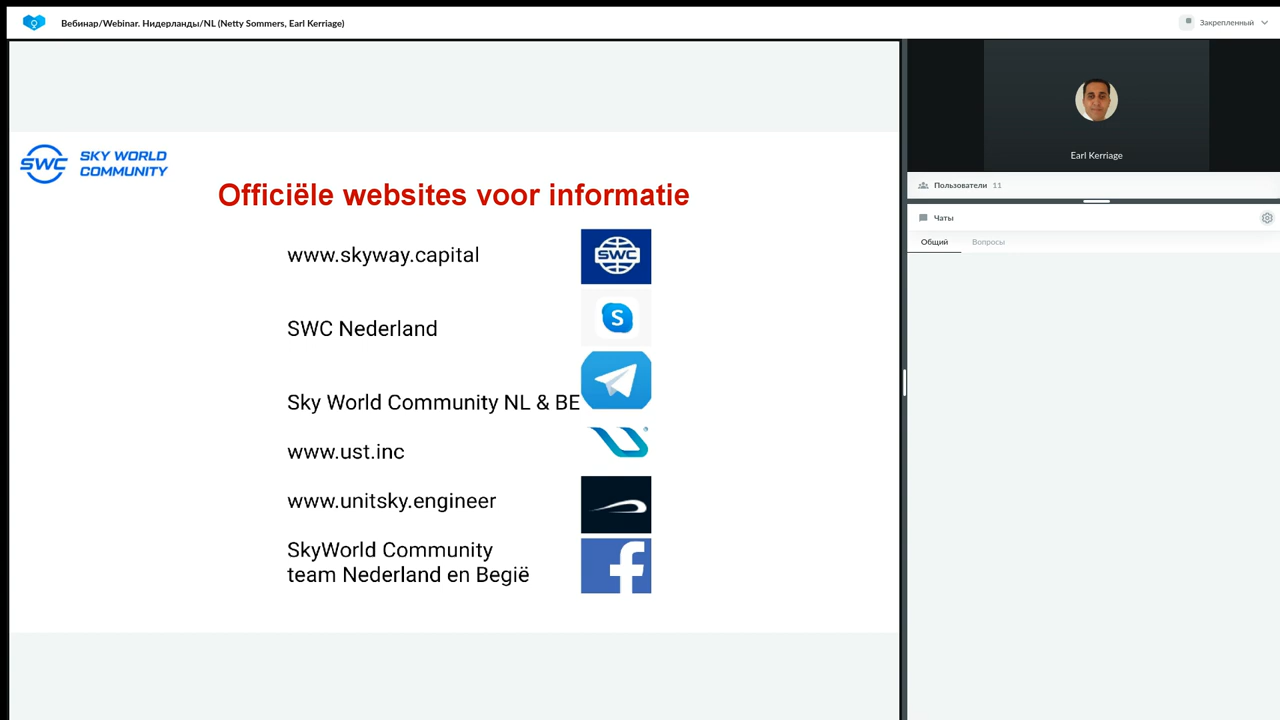 Вебинар/Webinar. Нидерланды/NL (Netty Sommers, Earl Kerriage)
Закрепленный
SWC SKY WORLD
COMMUNITY
Officiële websites voor informatie
www.skyway.capital
SWC
SWC Nederland
S
Sky World Community NL & BE
www.ust.inc
www.unitsky.engineer
SkyWorld Community
team Nederland en Begië
f
Earl Kerriage
Пользователи 11
Чаты
Общий Вопросы